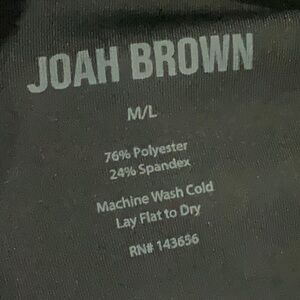 JOAH BROWN
M/L
76% Polyester
24% Spandex
Machine Wash Cold
Lay Flat to Dry
RN# 143656